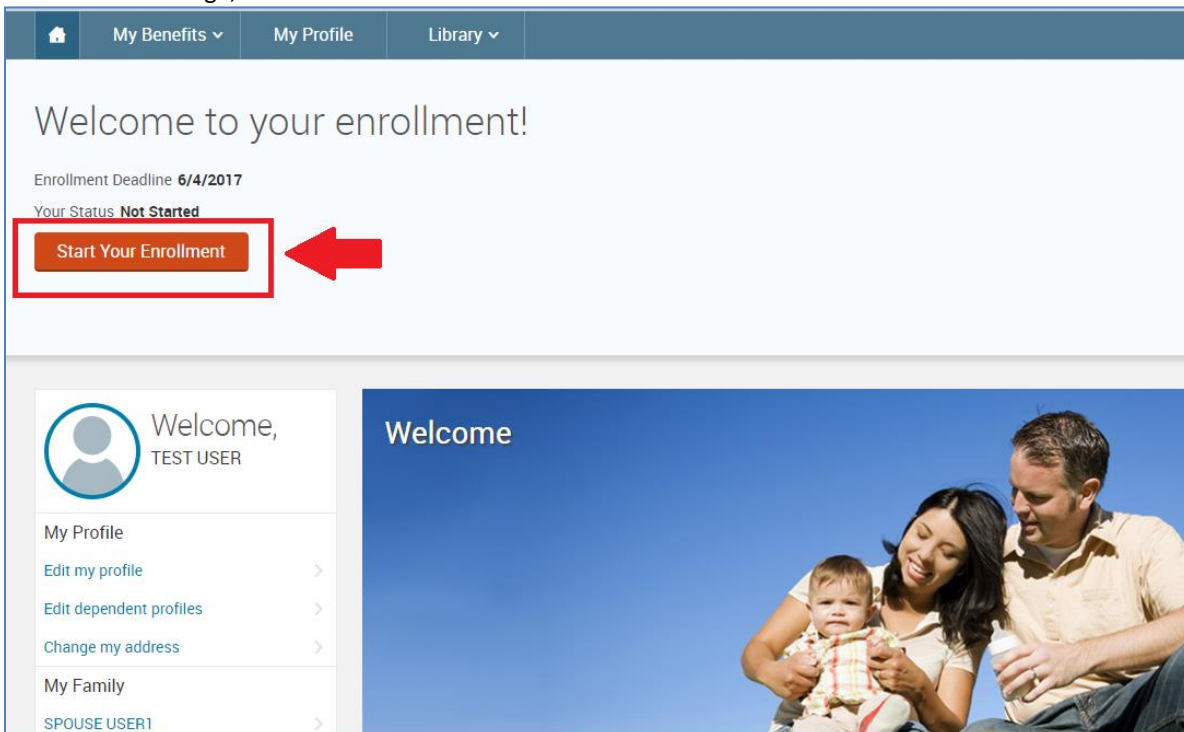 My Benefits
My Profile
Library
Welcome to your enrollment!
Enrollment Deadline 6/4/2017
Your Status Not Started
Start Your Enrollment
Welcome,
TEST USER
Welcome
My Profile
Edit my profile
Edit dependent profiles
Change my address
My Family
SPOUSE USER1